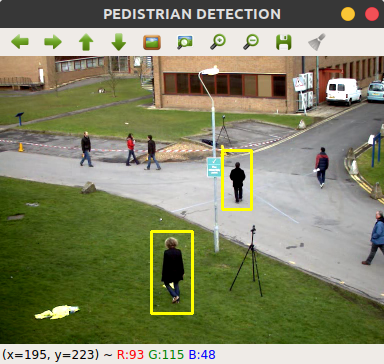 PEDISTRIAN DETECTION
(x=195, y=223) ~ R:93 G:115 B:48